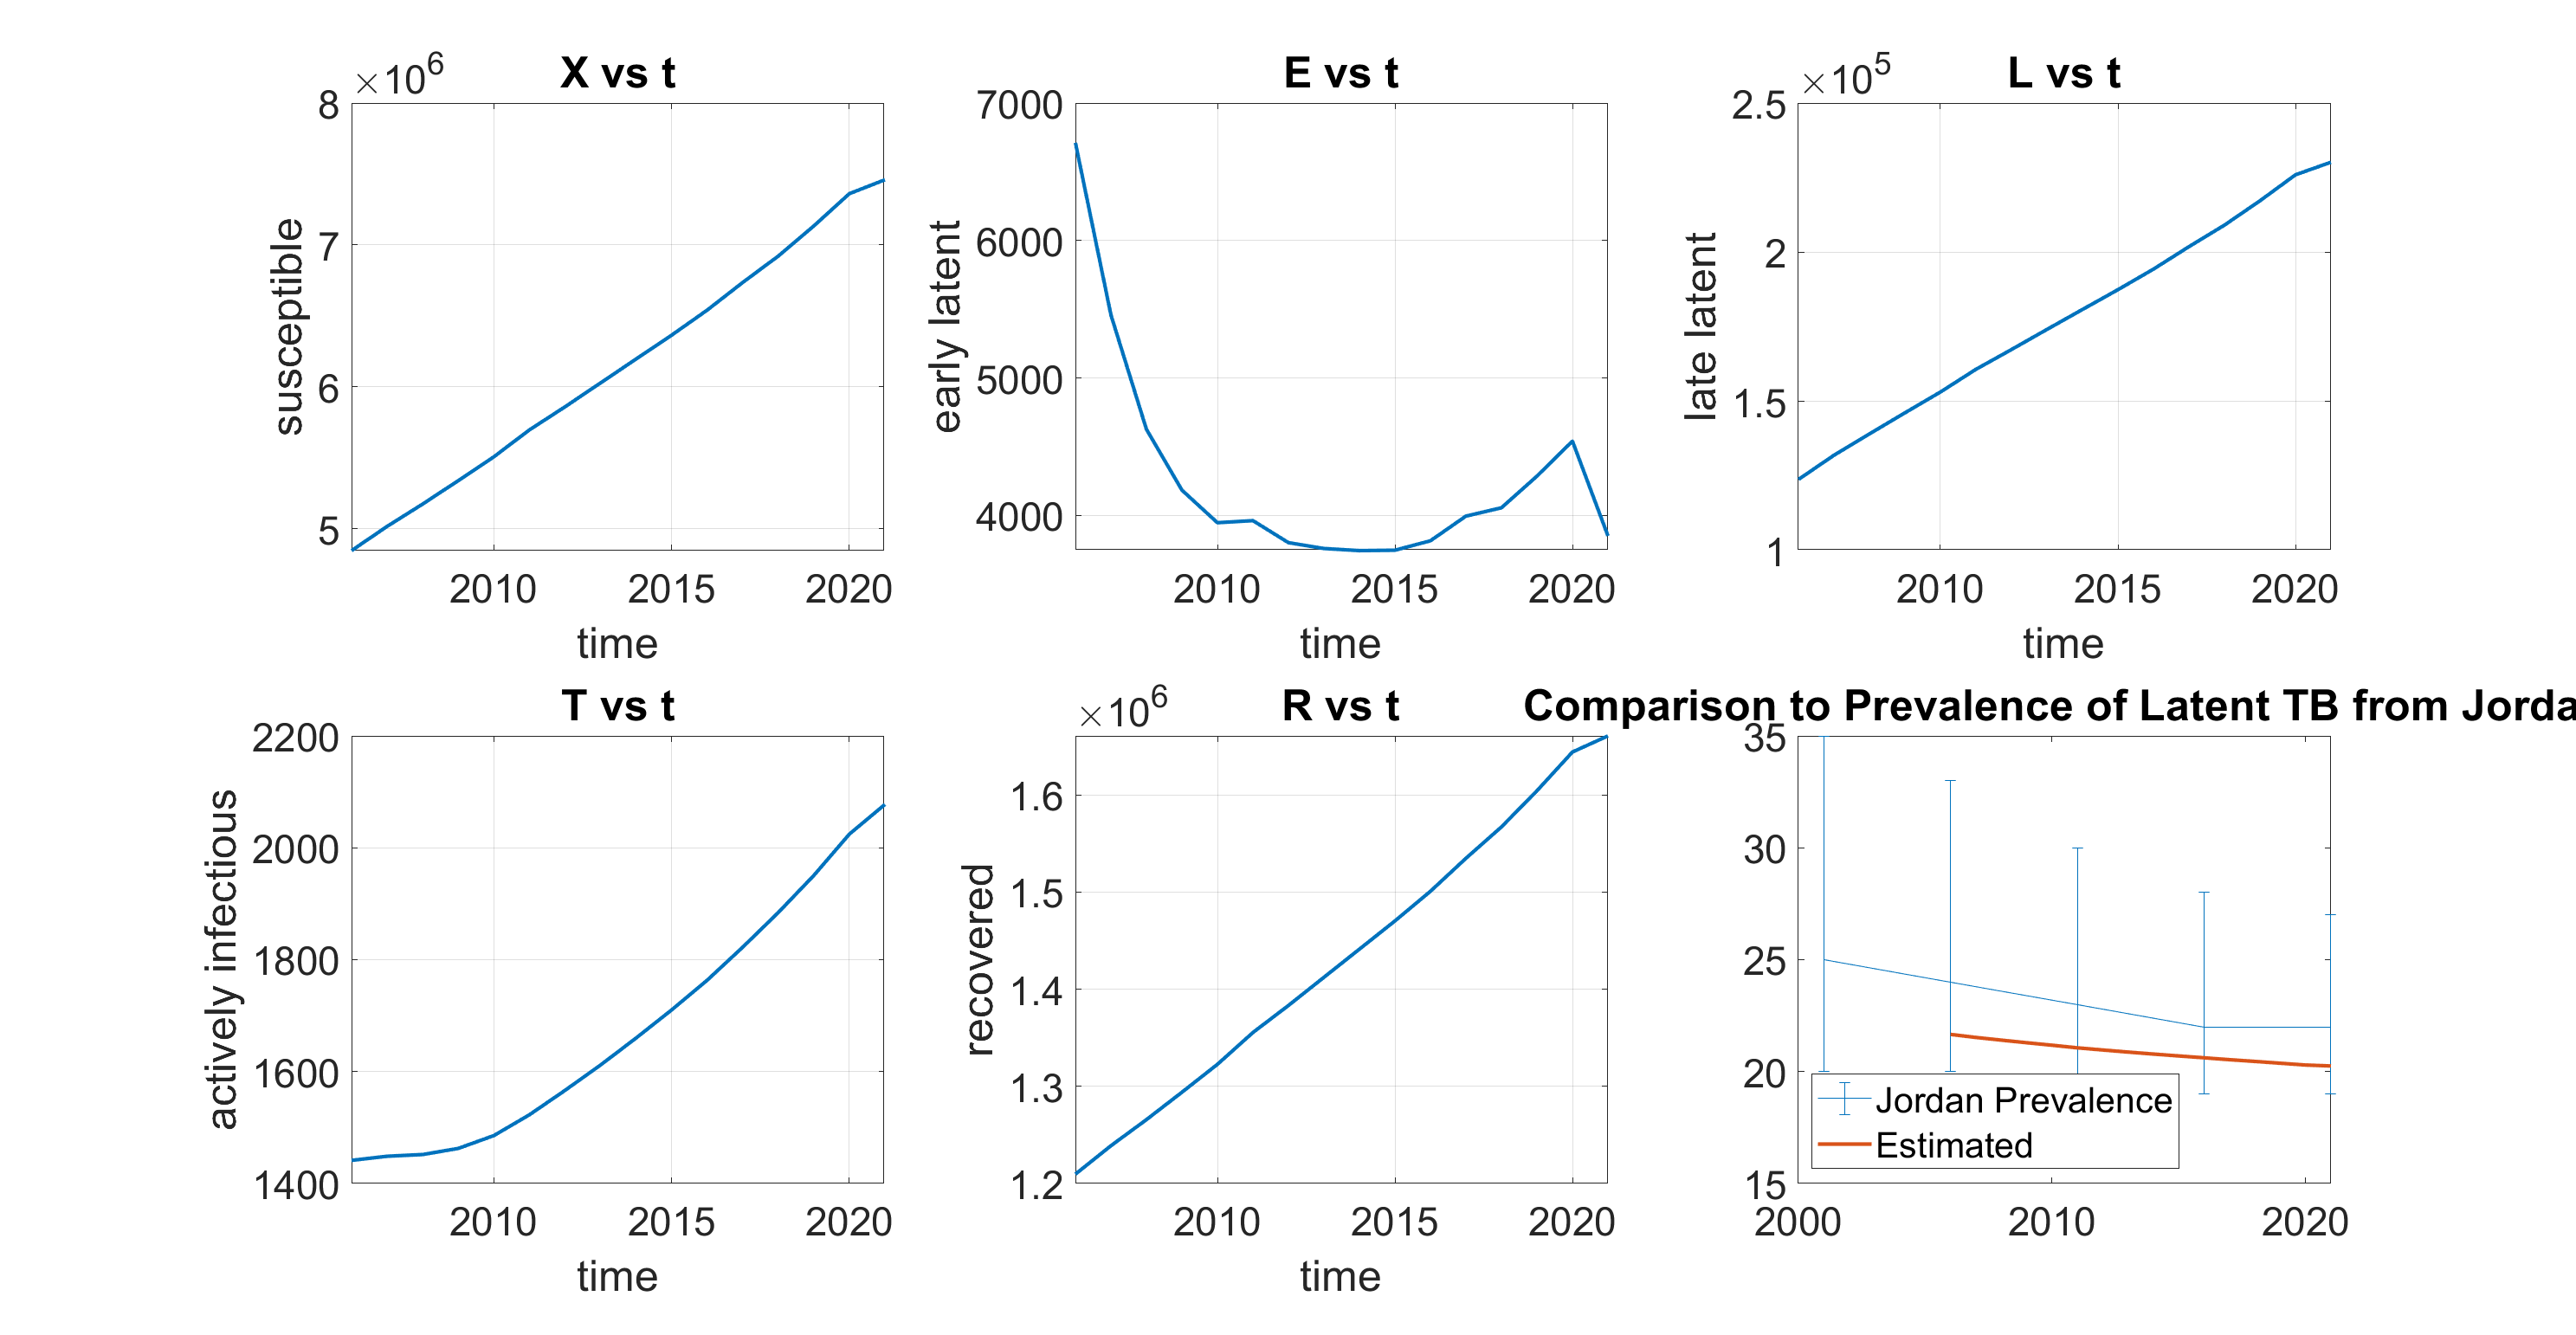 X vs t
×10^6
8
7
6
5
susceptible
2010 2015 2020
time
E vs t
7000
6000
5000
4000
early latent
2010 2015 2020
time
L vs t
×10^5
2.5
2
1.5
1
late latent
2010 2015 2020
time
T vs t
2200
2000
1800
1600
1400
actively infectious
2010 2015 2020
time
R vs t
×10^6
1.6
1.5
1.4
1.3
1.2
recovered
2010 2015 2020
time
Comparison to Prevalence of Latent TB from Jorda
35
30
25
20
15
Jordan Prevalence
Estimated
2000 2010 2020